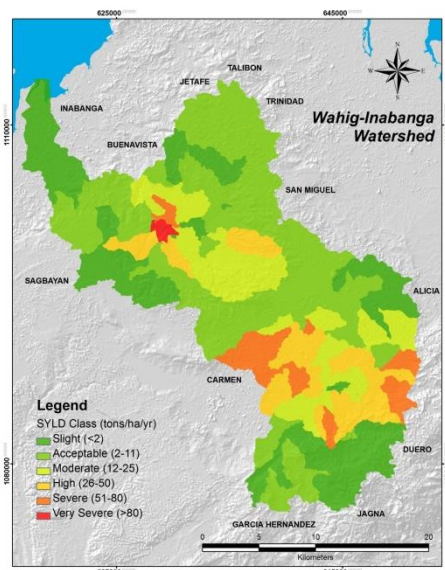 625000
645000
TALIBON
JETAFE
TRINIDAD
INABANGA
N
W
E
S
Wahig-Inabanga
Watershed
1110000
BUENAVISTA
SAN MIGUEL
SAGBAYAN
ALICIA
CARMEN
Legend
SYLD Class (tons/ha/yr)
Slight (<2)
Acceptable (2-11)
Moderate (12-25)
High (26-50)
Severe (51-80)
Very Severe (>80)
DUERO
1080000
JAGNA
GARCIA HERNANDEZ
0 5 10 20
Kilometers